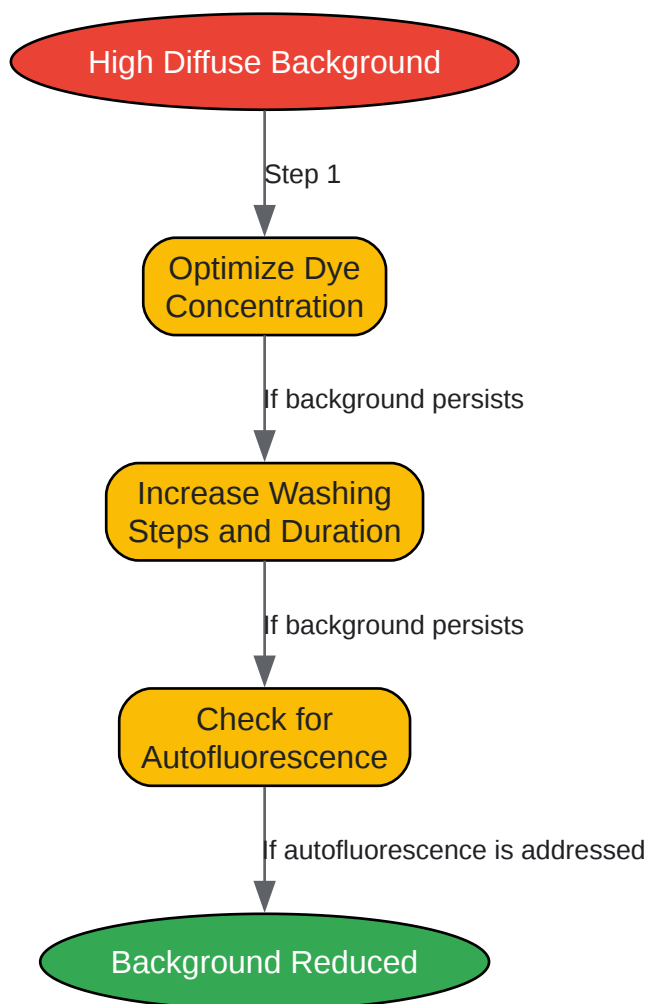 High Diffuse Background
Step 1
Optimize Dye
Concentration
If background persists
Increase Washing
Steps and Duration
If background persists
Check for
Autofluorescence
If autofluorescence is addressed
Background Reduced